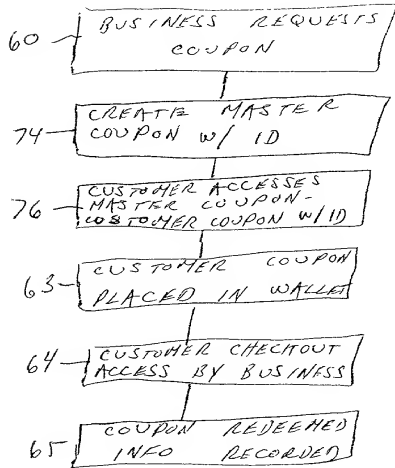 60 BUSINESS REQUESTS
COUPON
74 CREATE MASTER
COUPON W/ ID
76 CUSTOMER ACCESSES
MASTER COUPON-
CUSTOMER COUPON W/ID
63 CUSTOMER COUPON
PLACED IN WALLET
64 CUSTOMER CHECKOUT
ACCESS BY BUSINESS
65 COUPON REDEEMED
INFO RECORDED